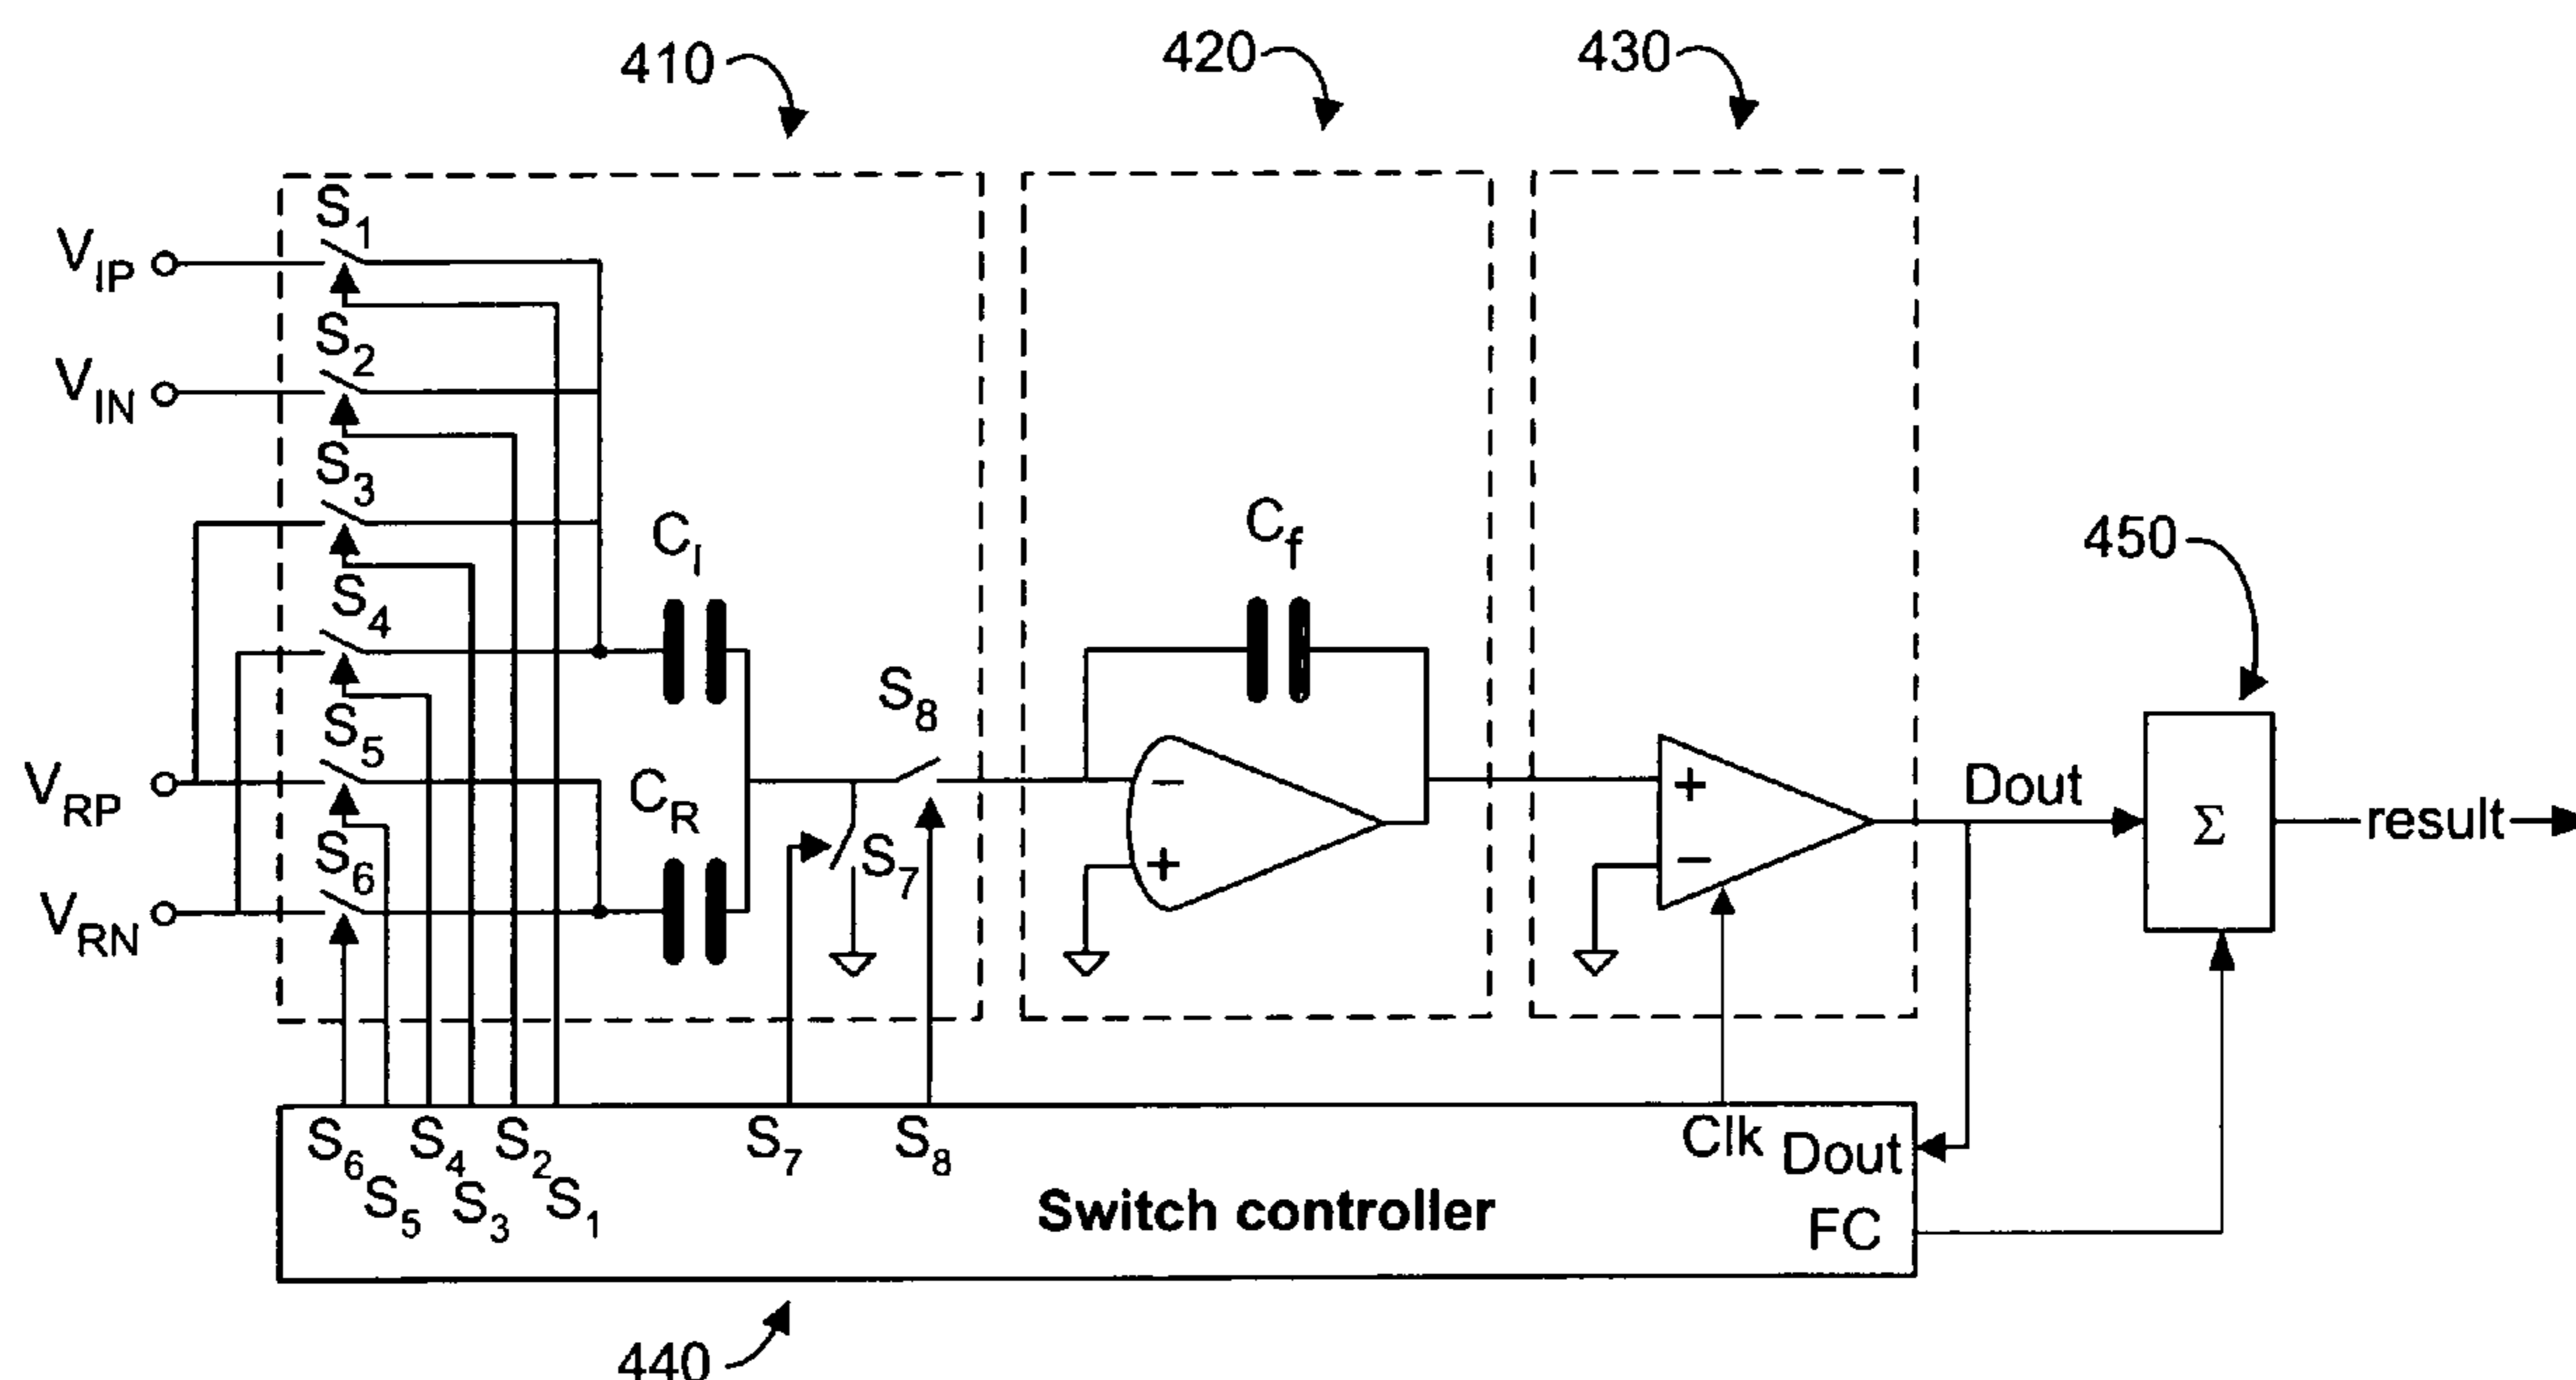 410
420
430
S1
VIP
S2
VIN
S3
S4
CI
Cf
450
S5
S8
VRP
CR
Dout
Σ
result
S6
S7
VRN
−
+
+
−
S6 S4 S2 S7 S8 Clk Dout
S5 S3 S1
Switch controller
FC
440